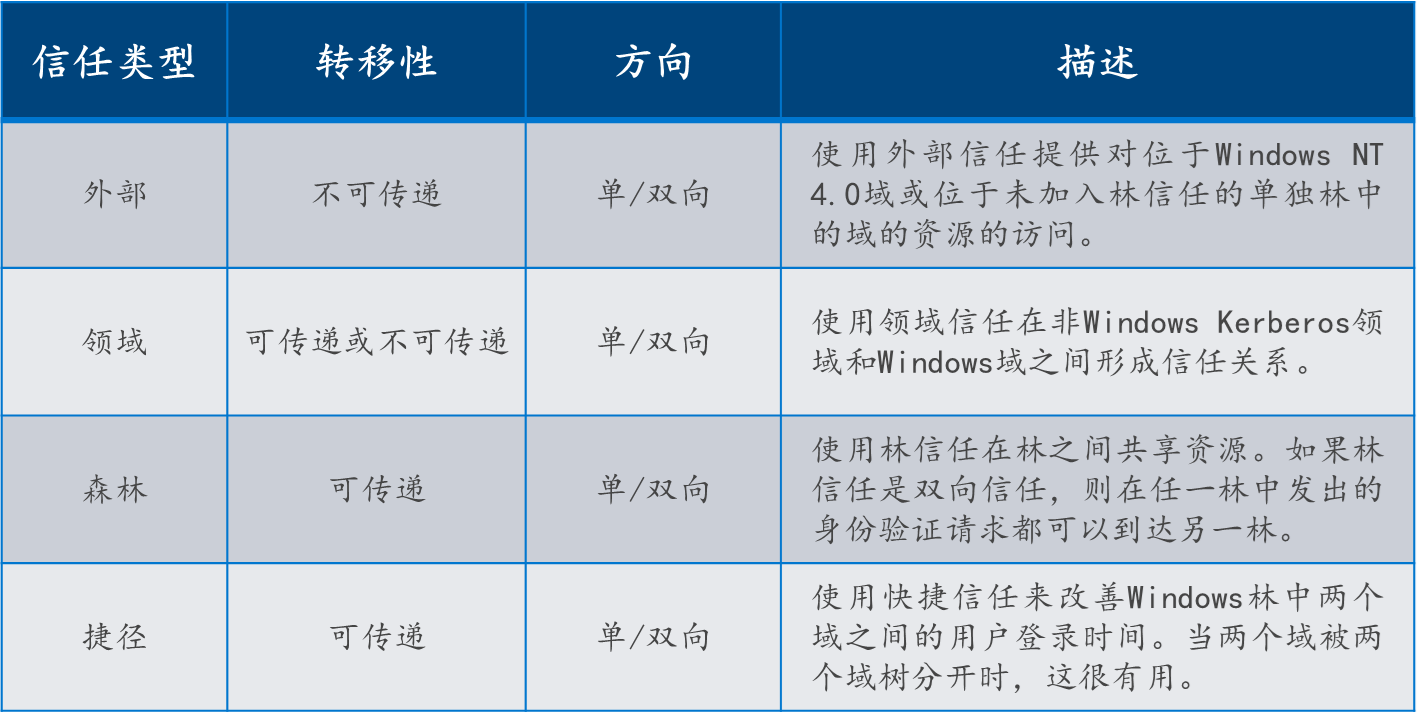 信任类型 转移性 方向 描述
外部 不可传递 单/双向
使用外部信任提供对位于Windows NT
4.0域或位于未加入林信任的单独林中
的域的资源的访问。
领域 可传递或不可传递 单/双向
使用领域信任在非Windows Kerberos领
域和Windows域之间形成信任关系。
森林 可传递 单/双向
使用林信任在林之间共享资源。如果林
信任是双向信任，则在任一林中发出的
身份验证请求都可以到达另一林。
捷径 可传递 单/双向
使用快捷信任来改善Windows林中两个
域之间的用户登录时间。当两个域被两
个域树分开时，这很有用。